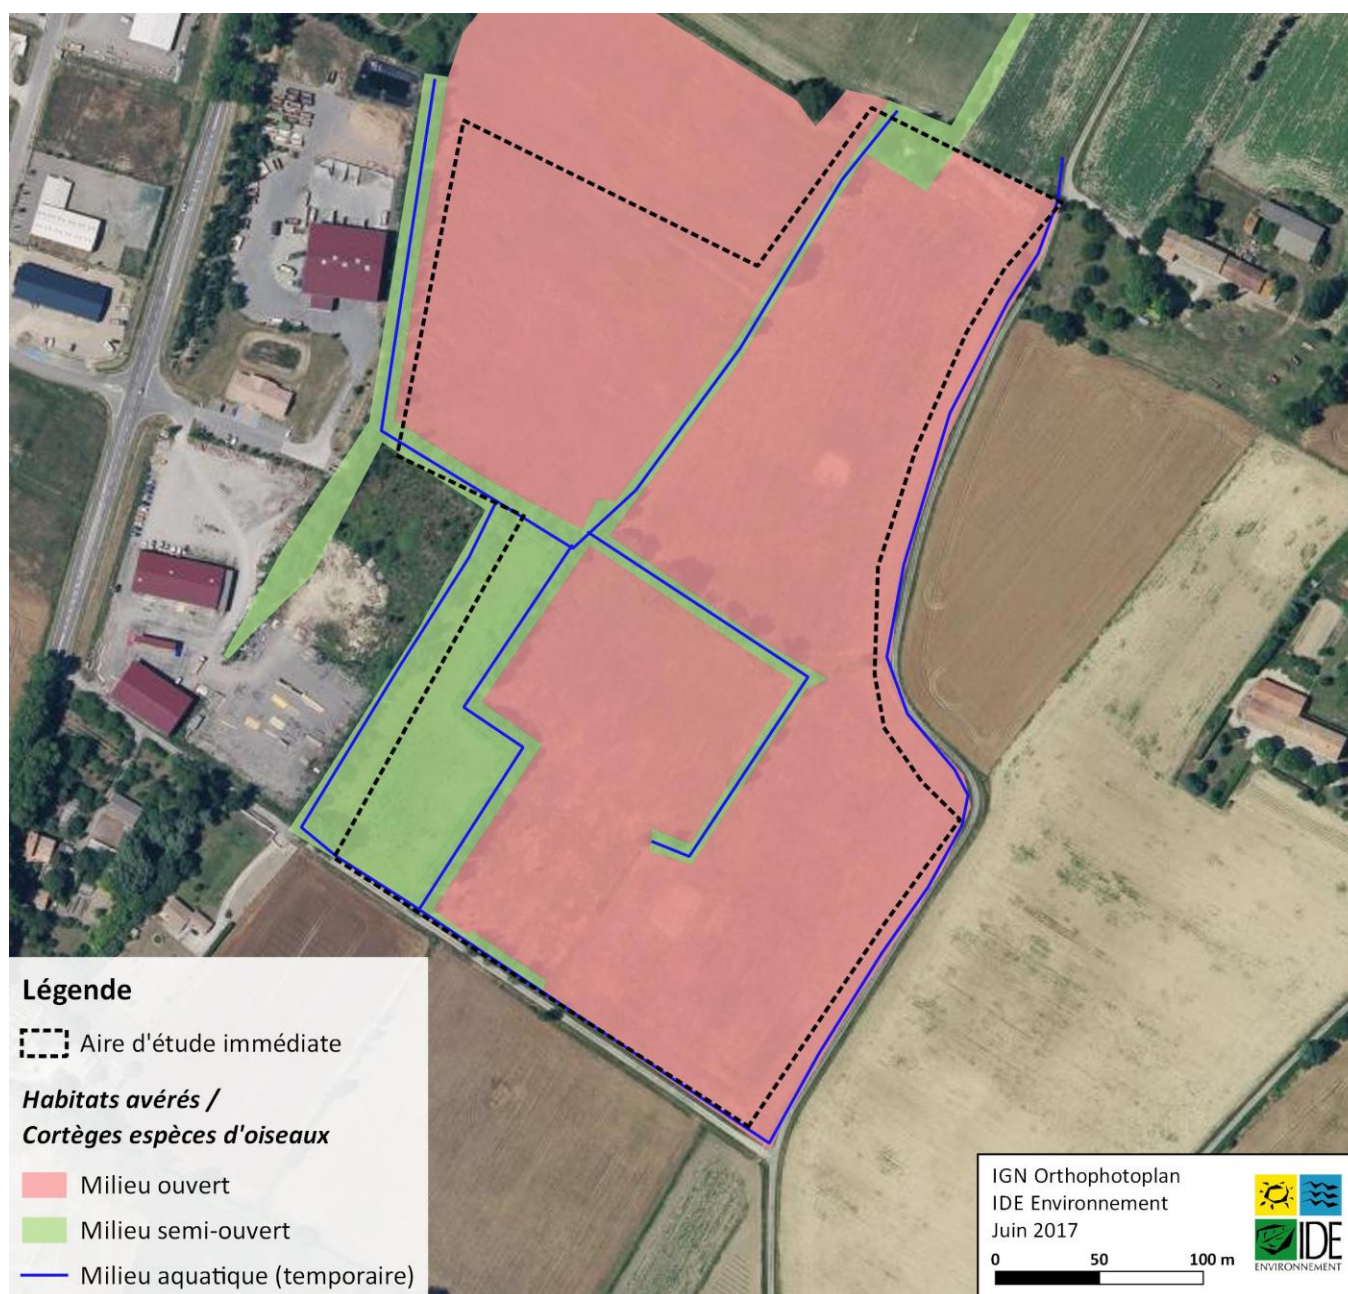 Légende
Aire d'étude immédiate
Habitats avérés /
Cortèges espèces d'oiseaux
Milieu ouvert
Milieu semi-ouvert
Milieu aquatique (temporaire)
IGN Orthophotoplan
IDE Environnement
Juin 2017
0 50 100 m
IDE
ENVIRONNEMENT